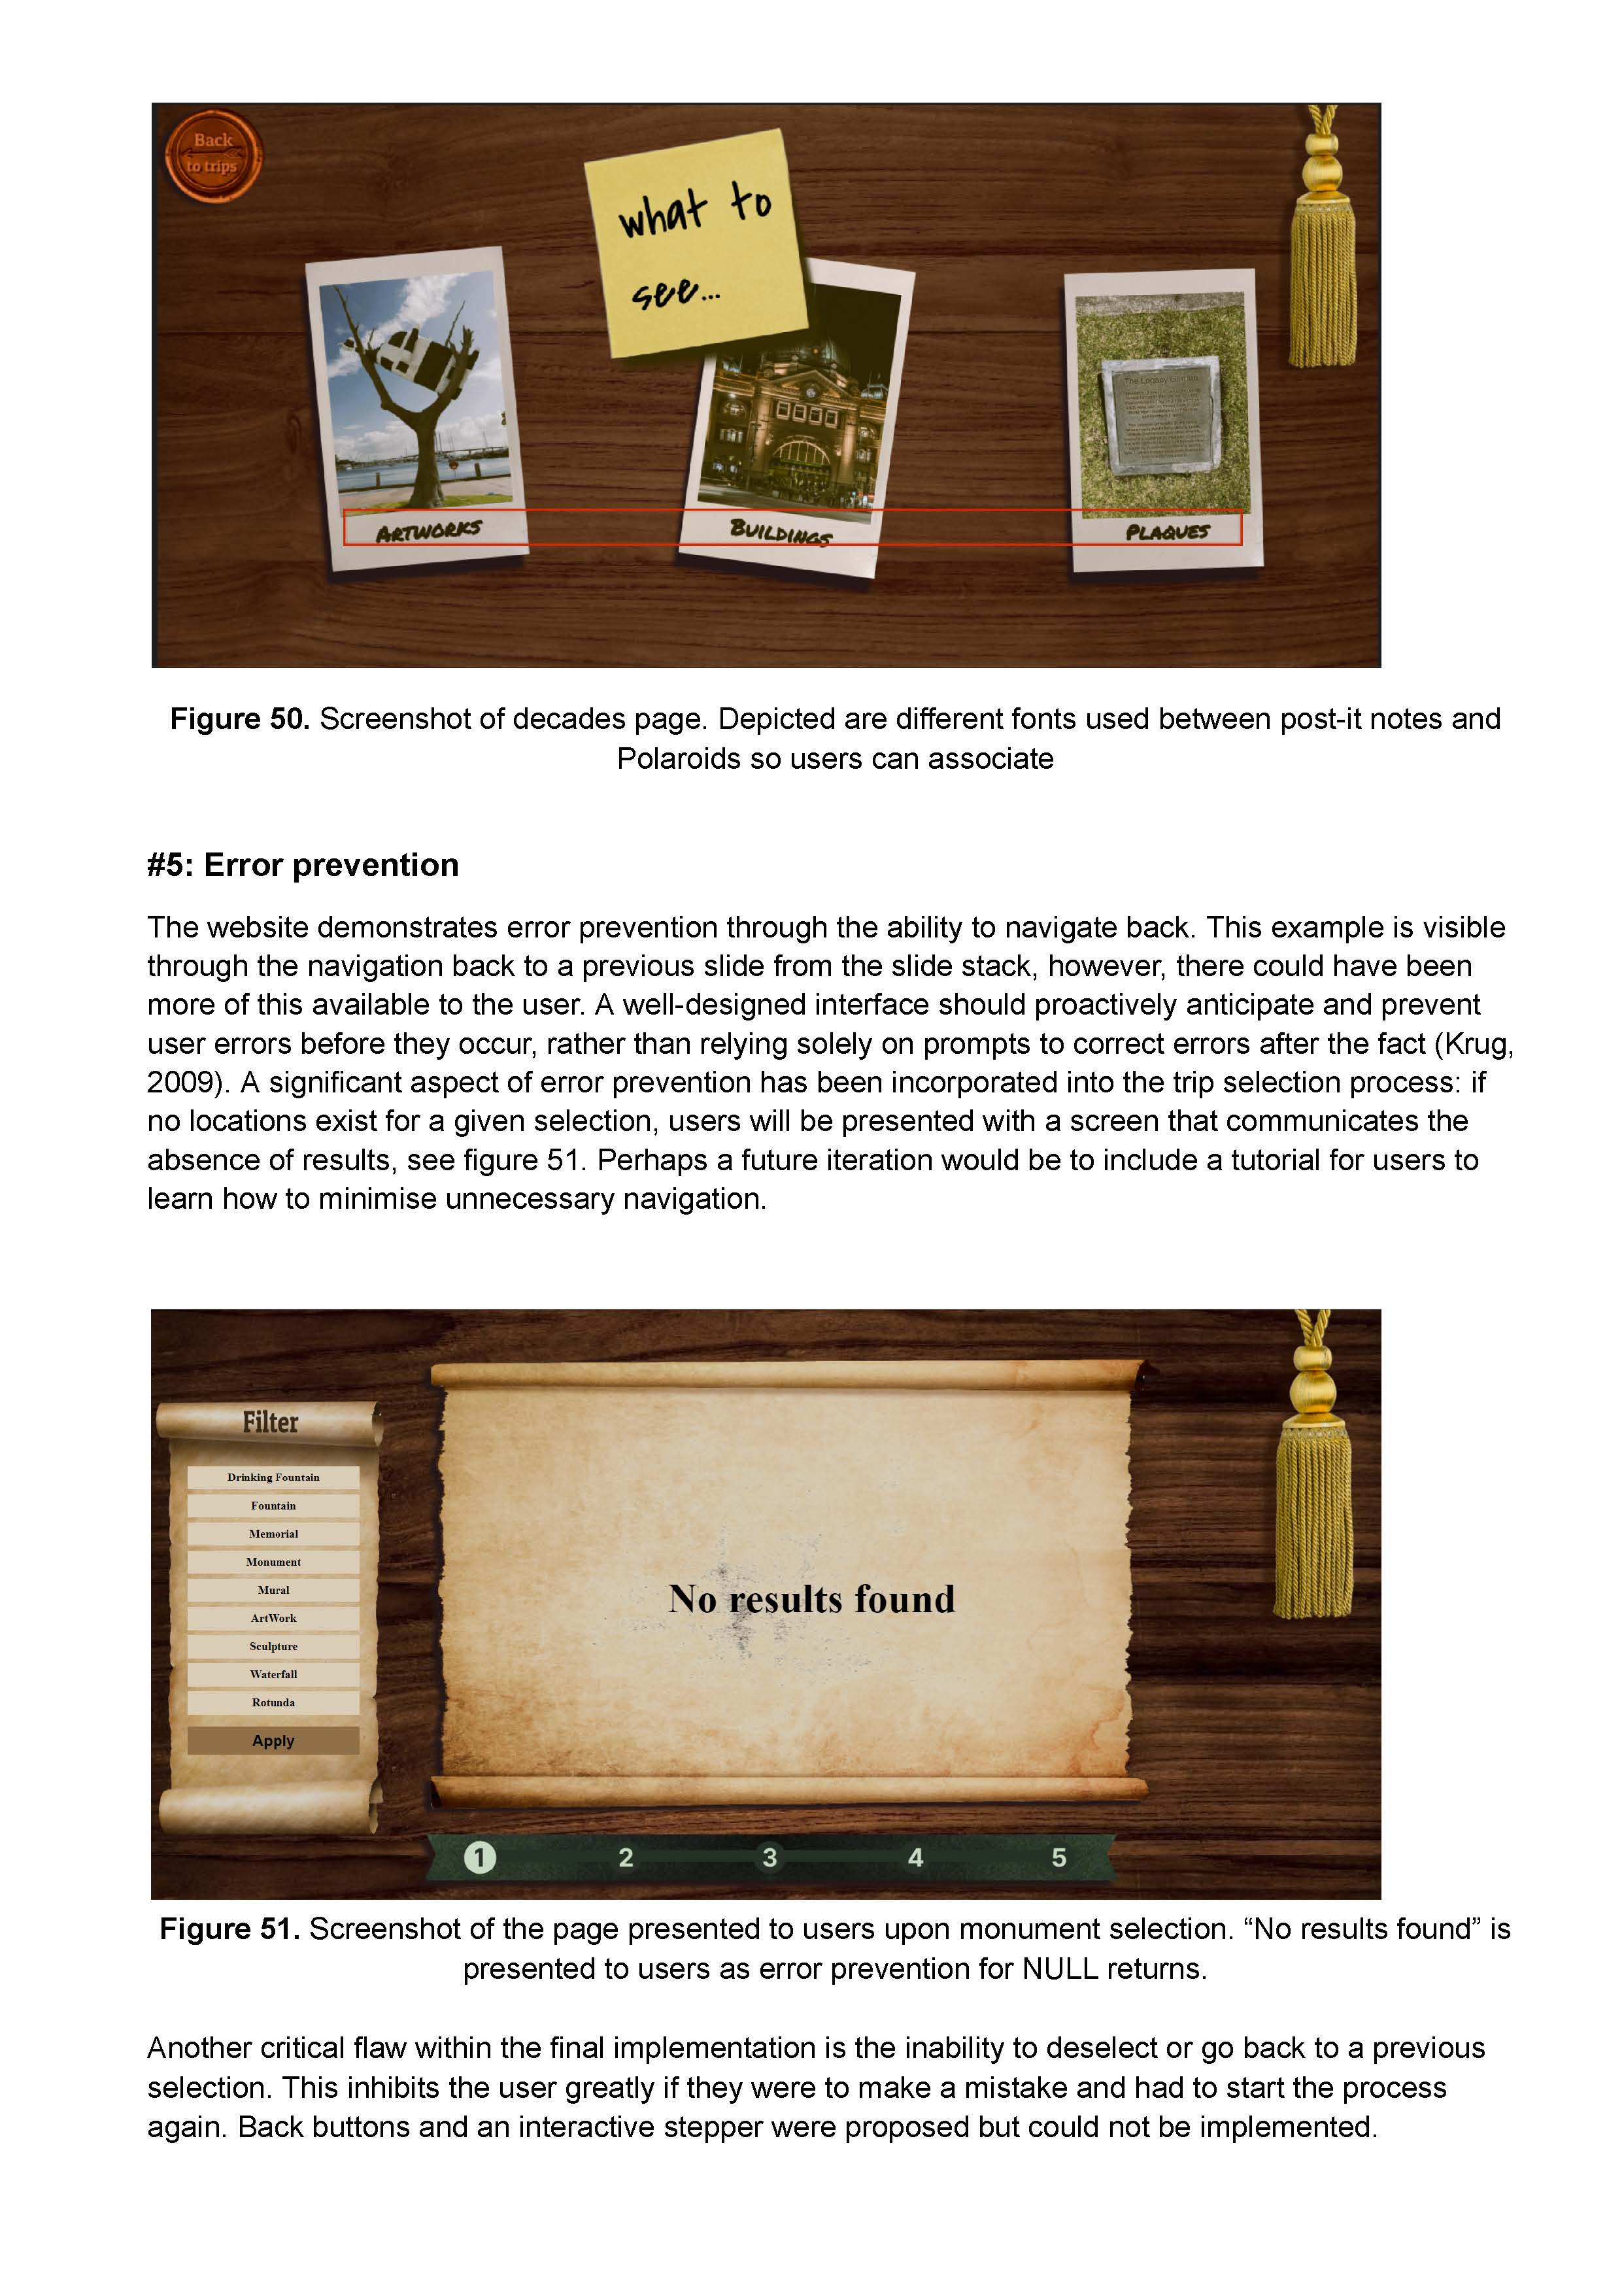 Back
to trips
what to
see...
ARTWORKS
BUILDINGS
PLAQUES
Figure 50. Screenshot of decades page. Depicted are different fonts used between post-it notes and
Polaroids so users can associate
#5: Error prevention
The website demonstrates error prevention through the ability to navigate back. This example is visible
through the navigation back to a previous slide from the slide stack, however, there could have been
more of this available to the user. A well-designed interface should proactively anticipate and prevent
user errors before they occur, rather than relying solely on prompts to correct errors after the fact (Krug,
2009). A significant aspect of error prevention has been incorporated into the trip selection process: if
no locations exist for a given selection, users will be presented with a screen that communicates the
absence of results, see figure 51. Perhaps a future iteration would be to include a tutorial for users to
learn how to minimise unnecessary navigation.
Filter
Drinking Fountain
Fountain
Memorial
Monument
Mural
ArtWork
Sculpture
Waterfall
Rotunda
Apply
No results found
1 2 3 4 5
Figure 51. Screenshot of the page presented to users upon monument selection. “No results found” is
presented to users as error prevention for NULL returns.
Another critical flaw within the final implementation is the inability to deselect or go back to a previous
selection. This inhibits the user greatly if they were to make a mistake and had to start the process
again. Back buttons and an interactive stepper were proposed but could not be implemented.